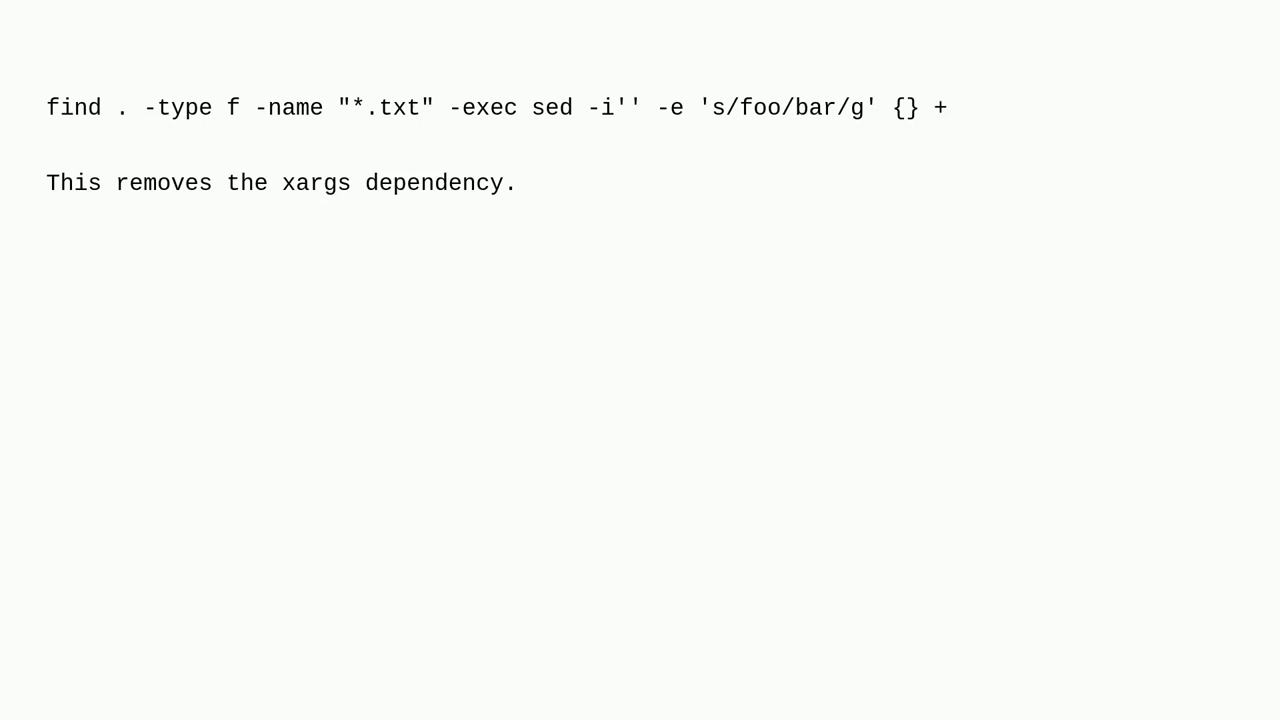 find . -type f -name "*.txt" -exec sed -i'' -e 's/foo/bar/g' {} +
This removes the xargs dependency.